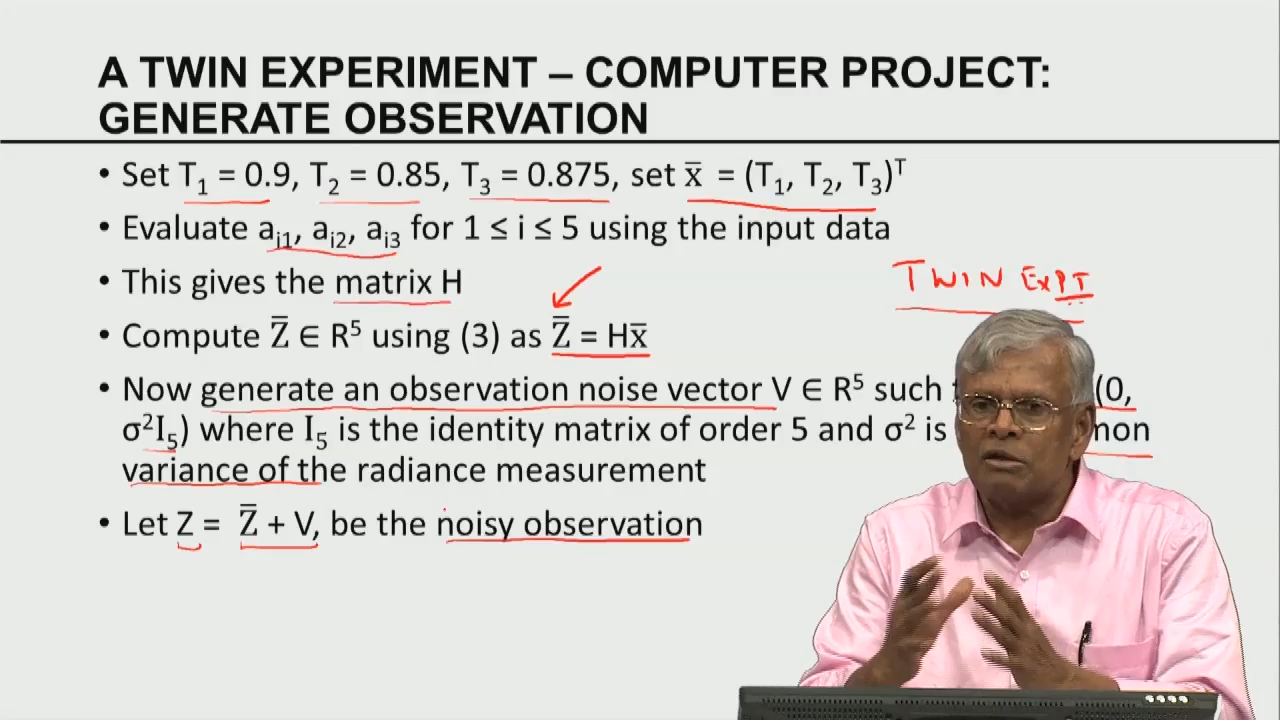 A TWIN EXPERIMENT – COMPUTER PROJECT:
GENERATE OBSERVATION
• Set T₁ = 0.9, T₂ = 0.85, T₃ = 0.875, set x̅ = (T₁, T₂, T₃)ᵀ
• Evaluate aᵢ₁, aᵢ₂, aᵢ₃ for 1 ≤ i ≤ 5 using the input data
• This gives the matrix H
TWIN EXPT
• Compute Z̅ ∈ R⁵ using (3) as Z̅ = Hx̅
• Now generate an observation noise vector V ∈ R⁵ such (0,
σ²I₅) where I₅ is the identity matrix of order 5 and σ² is
variance of the radiance measurement
• Let Z = Z̅ + V, be the noisy observation